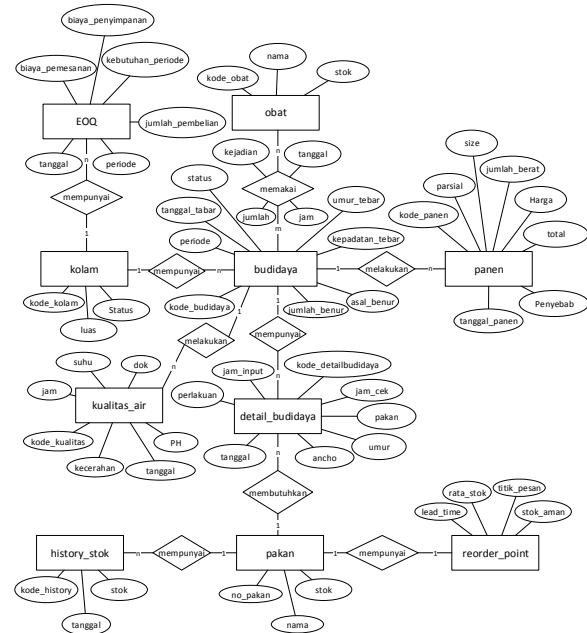 biaya_penyimpanan
biaya_pemesanan
kebutuhan_periode
EOQ
jumlah_pembelian
tanggal
periode
n
mempunyai
1
nama
kode_obat
stok
obat
n
kejadian
tanggal
memakai
jumlah
jam
m
size
jumlah_berat
parsial
Harga
kode_panen
total
panen
Penyebab
tanggal_panen
status
tanggal_tabar
umur_tebar
periode
kepadatan_tebar
kolam
1
mempunyai
n
budidaya
1
melakukan
n
kode_kolam
Status
luas
kode_budidaya
jumlah_benur
asal_benur
1
melakukan
n
1
mempunyai
n
suhu
dok
jam
kualitas_air
kode_kualitas
PH
kecerahan
tanggal
jam_input
kode_detailbudidaya
perlakuan
jam_cek
detail_budidaya
pakan
umur
tanggal
ancho
n
membutuhkan
1
rata_stok
titik_pesan
lead_time
stok_aman
history_stok
n
mempunyai
1
pakan
1
mempunyai
1
reorder_point
kode_history
stok
tanggal
no_pakan
stok
nama